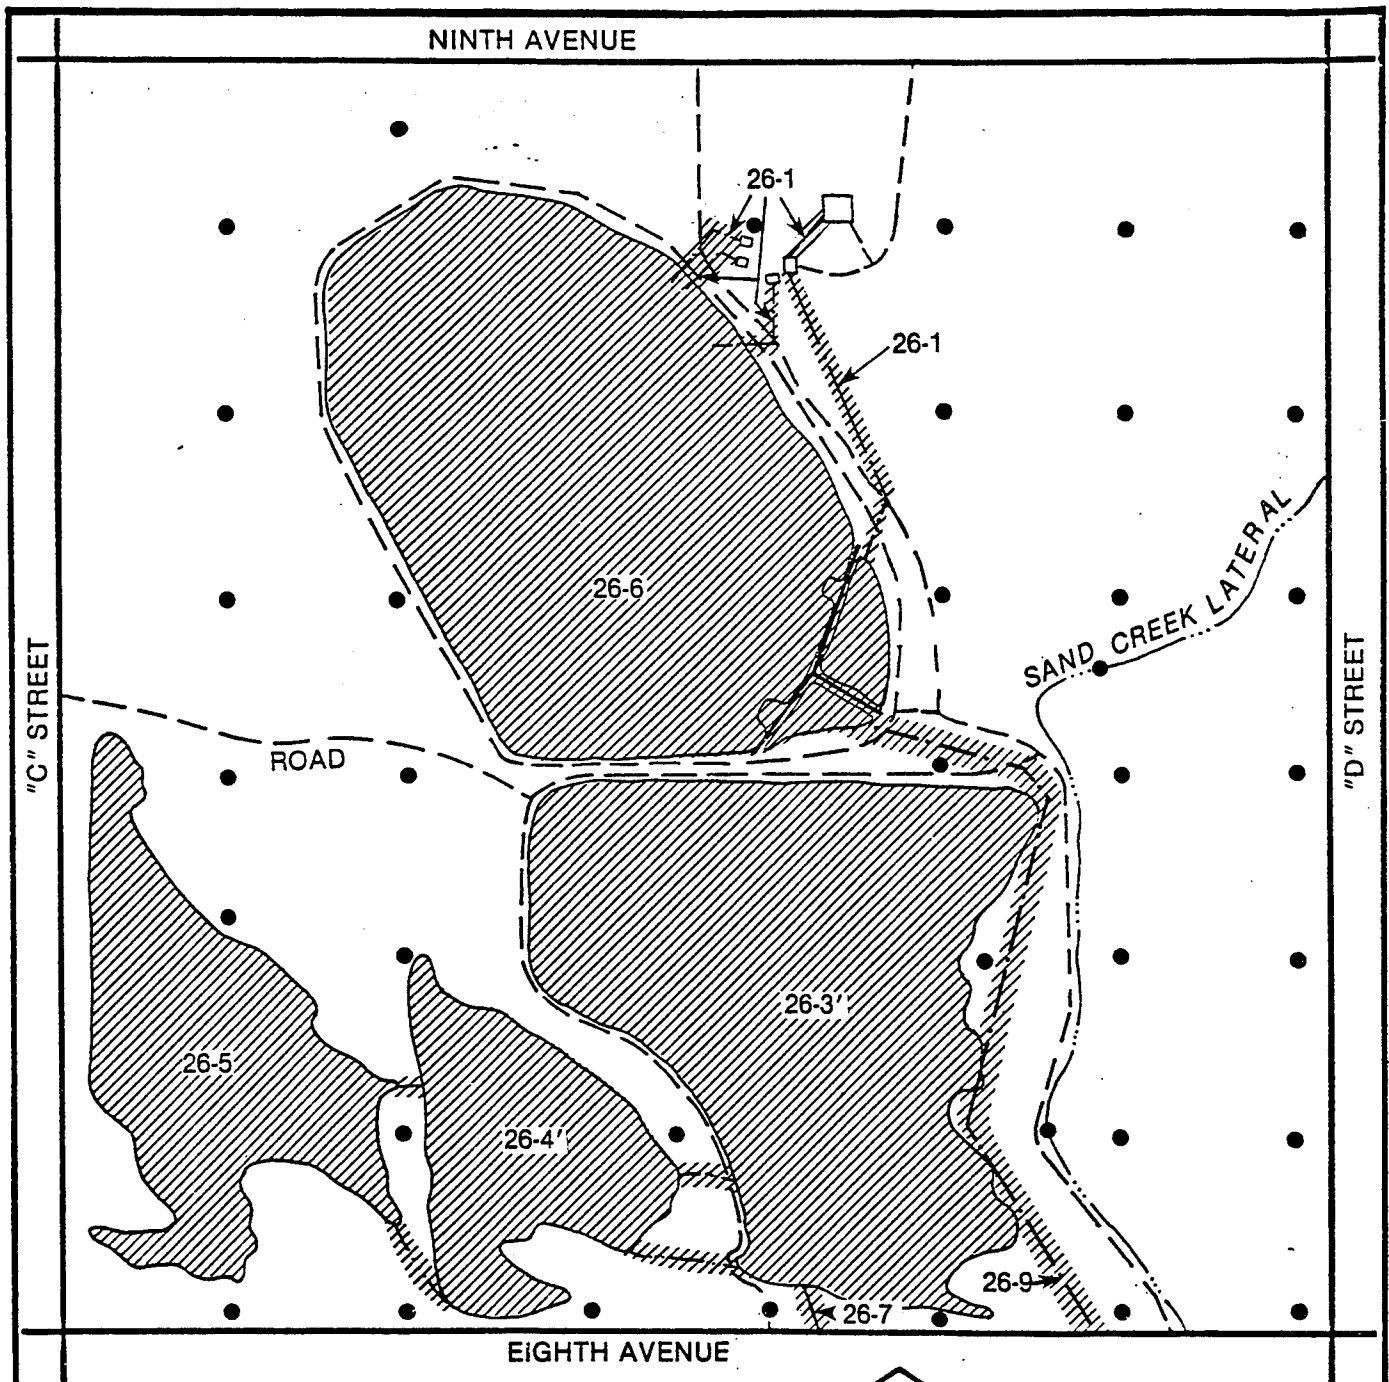 NINTH AVENUE
26-1
26-1
26-6
SAND CREEK LATERAL
"C" STREET
"D" STREET
ROAD
26-3'
26-5
26-4'
26-9
26-7
EIGHTH AVENUE